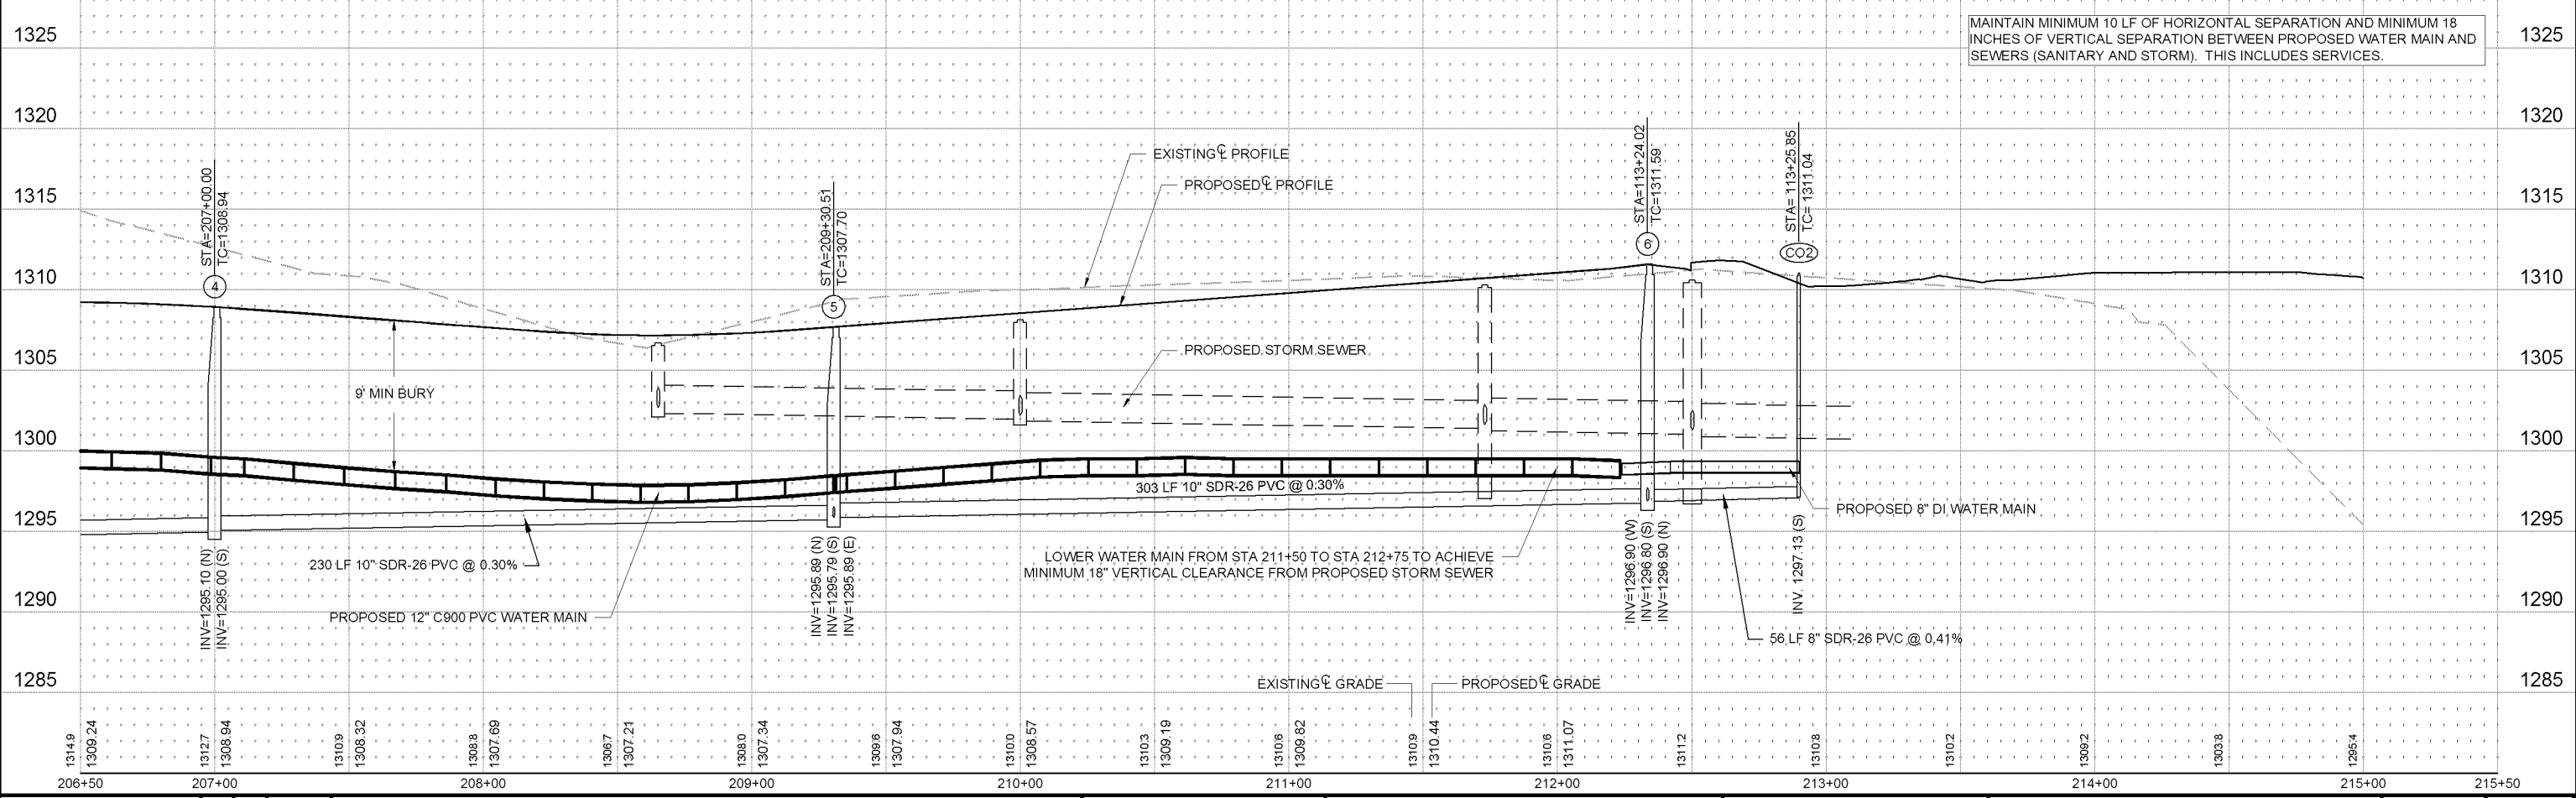 MAINTAIN MINIMUM 10 LF OF HORIZONTAL SEPARATION AND MINIMUM 18
INCHES OF VERTICAL SEPARATION BETWEEN PROPOSED WATER MAIN AND
SEWERS (SANITARY AND STORM). THIS INCLUDES SERVICES.
1325
1325
1320
1320
1315
1315
1310
1310
1305
1305
1300
1300
1295
1295
1290
1290
1285
1285
STA=207+00.00
TC=1308.94
4
STA=209+30.51
TC=1307.70
5
EXISTING ℄ PROFILE
PROPOSED ℄ PROFILE
STA=113+24.02
TC=1311.59
6
STA= 113+25.85
TC= 1311.04
CO2
9' MIN BURY
PROPOSED STORM SEWER
303 LF 10" SDR-26 PVC @ 0.30%
PROPOSED 8" DI WATER MAIN
INV=1295.10 (N)
INV=1295.00 (S)
230 LF 10" SDR-26 PVC @ 0.30%
PROPOSED 12" C900 PVC WATER MAIN
INV=1295.89 (N)
INV=1295.79 (S)
INV=1295.89 (E)
LOWER WATER MAIN FROM STA 211+50 TO STA 212+75 TO ACHIEVE
MINIMUM 18" VERTICAL CLEARANCE FROM PROPOSED STORM SEWER
INV=1296.90 (W)
INV=1296.80 (S)
INV=1296.90 (N)
INV. 1297.13 (S)
56 LF 8" SDR-26 PVC @ 0.41%
EXISTING ℄ GRADE
PROPOSED ℄ GRADE
1314.9
1309.24
1312.7
1308.94
1310.9
1308.32
1308.8
1307.69
1306.7
1307.21
1308.0
1307.34
1309.6
1307.94
1310.0
1308.57
1310.3
1309.19
1310.6
1309.82
1310.9
1310.44
1310.6
1311.07
1311.2
1310.8
1310.2
1309.2
1303.8
1295.4
206+50
207+00
208+00
209+00
210+00
211+00
212+00
213+00
214+00
215+00
215+50